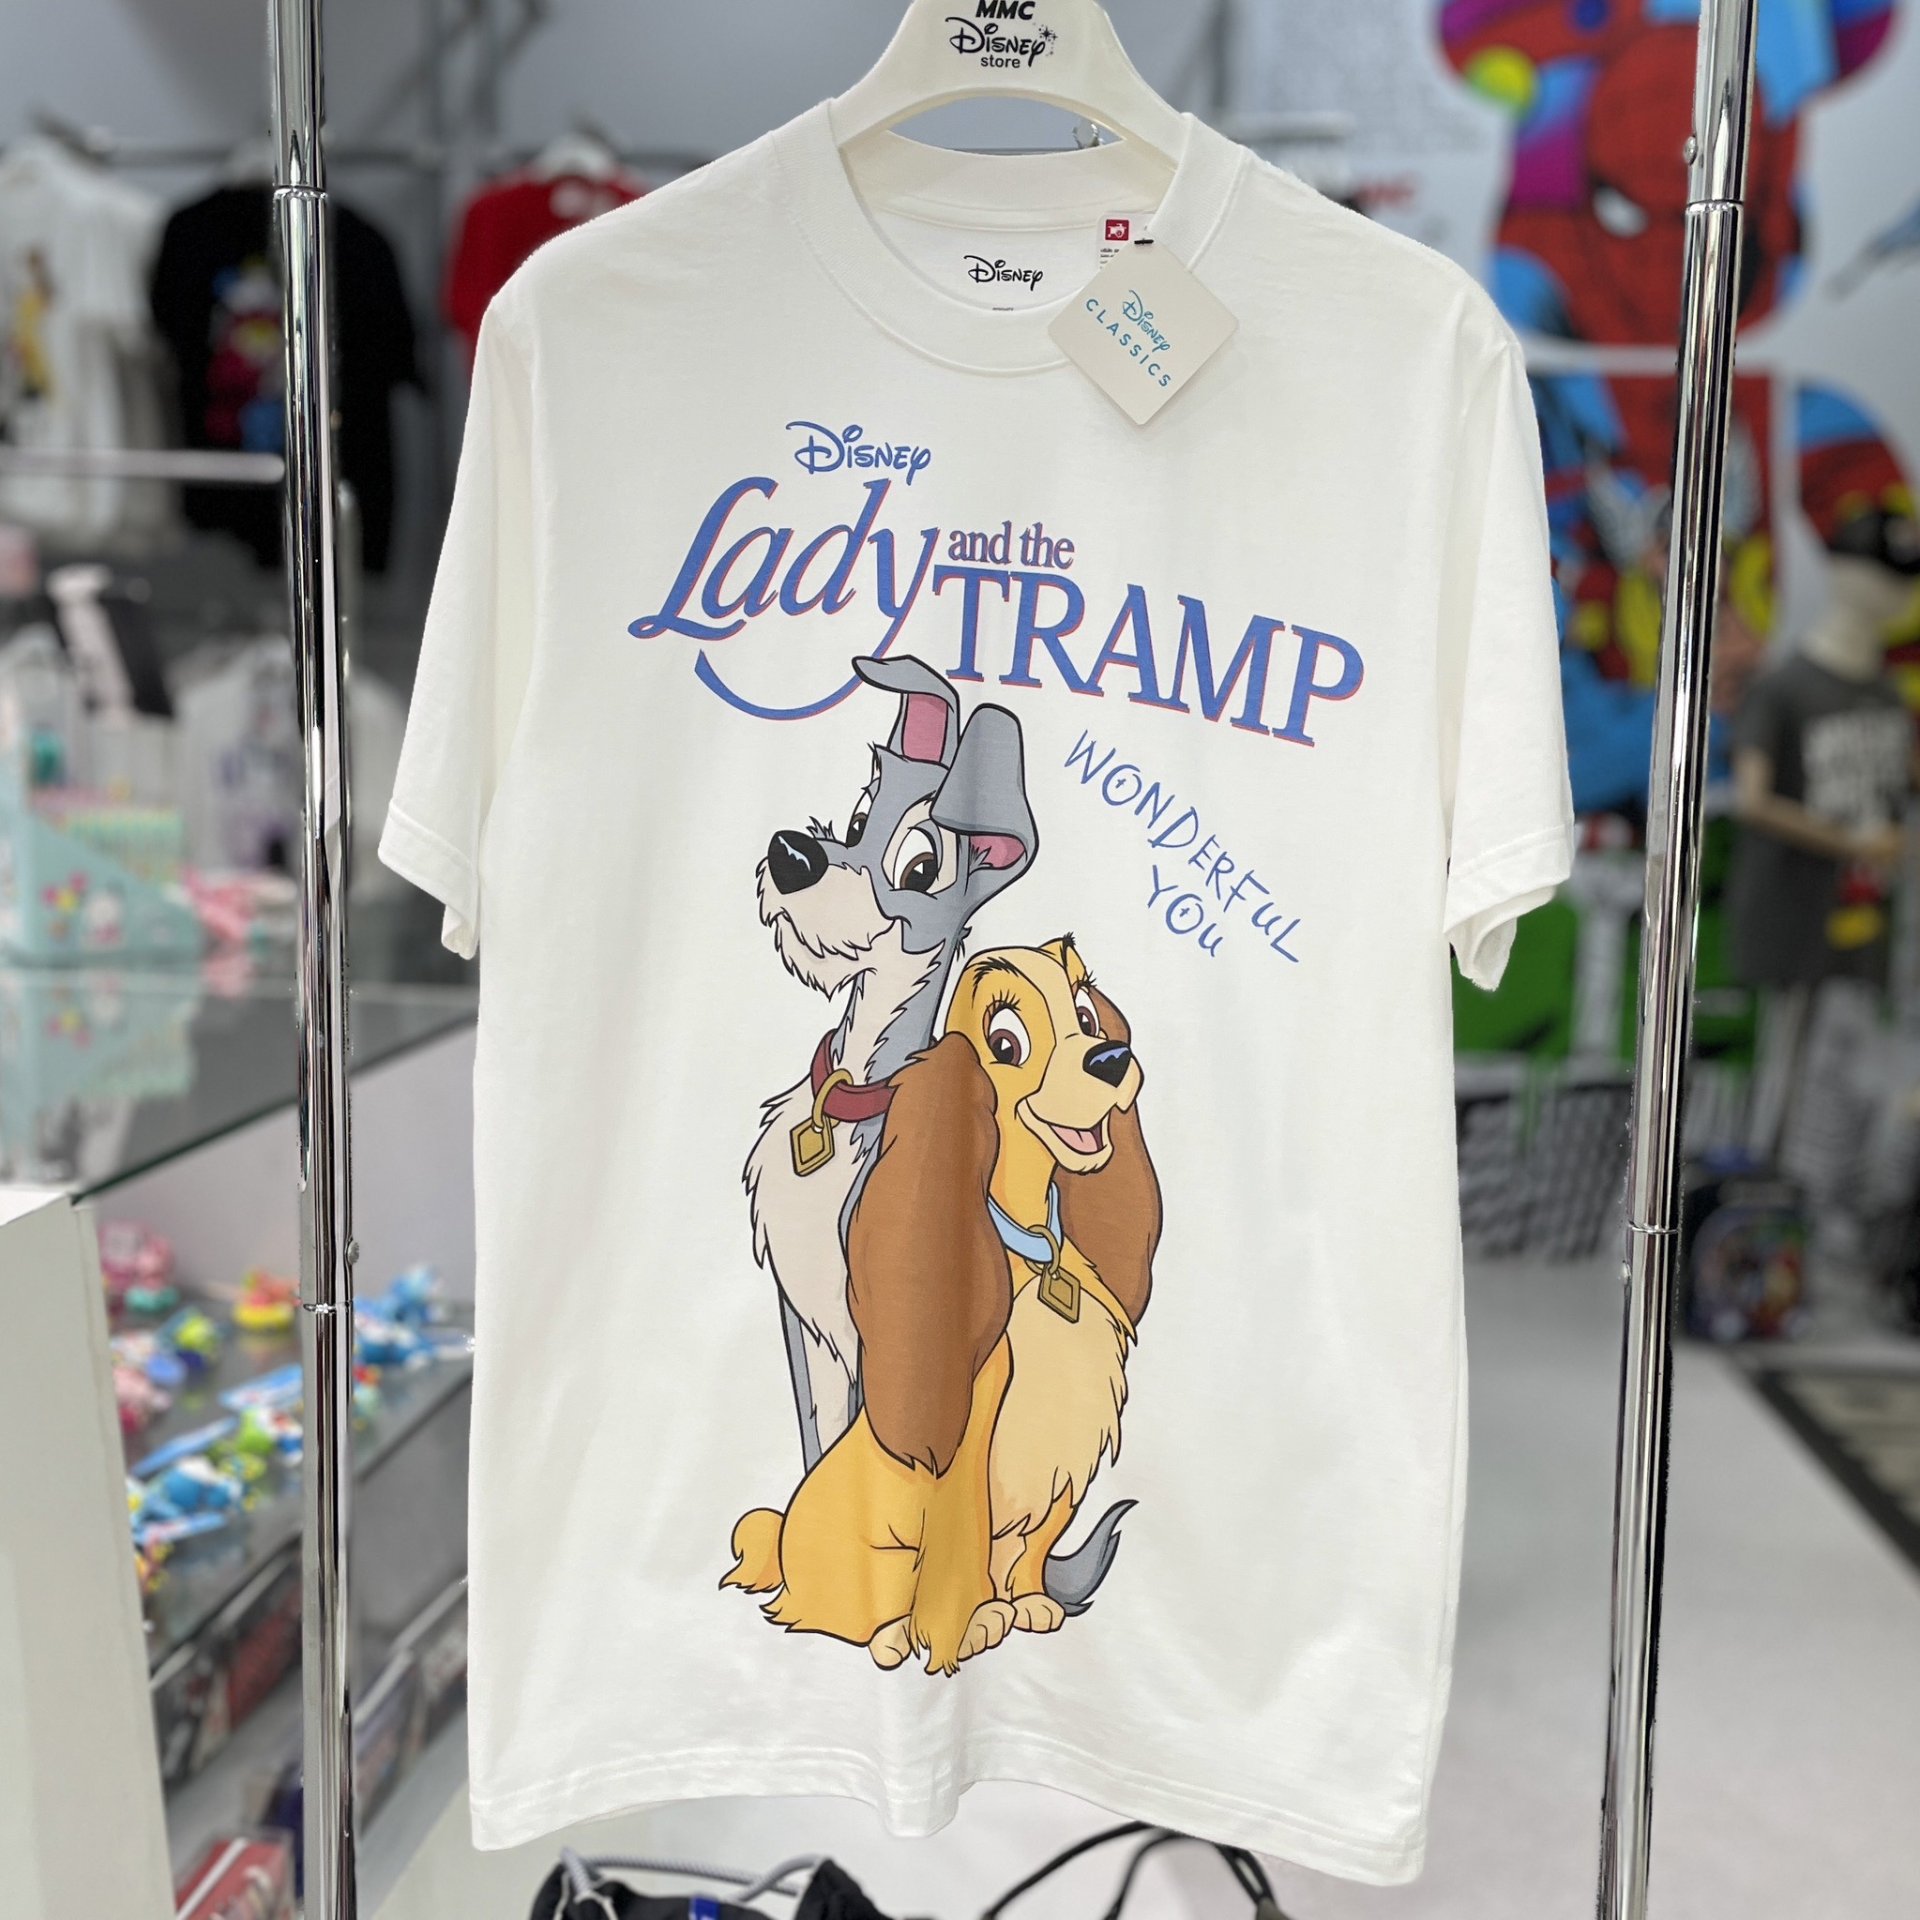 MMC
Disney
store
Disney
Disney
CLASSICS
Disney
Lady and the
TRAMP
WONDERFUL
YOU